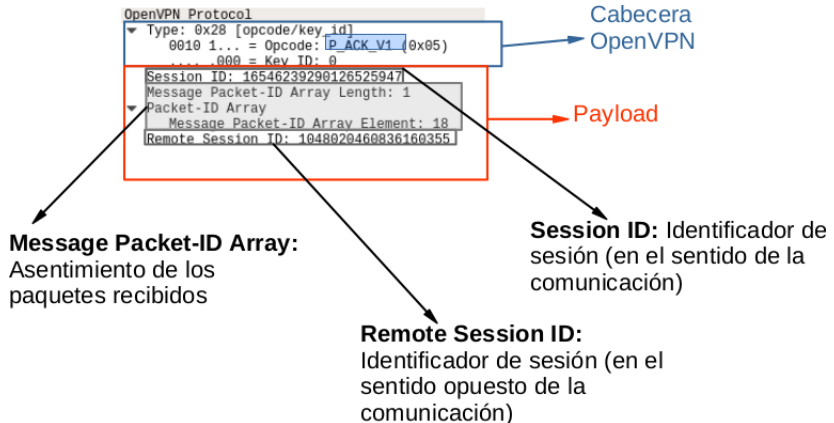 OpenVPN Protocol
Type: 0x28 [opcode/key_id]
0010 1... = Opcode: P_ACK_V1 (0x05)
.... .000 = Key ID: 0
Session ID: 16546239290126525947
Message Packet-ID Array Length: 1
Packet-ID Array
Message Packet-ID Array Element: 18
Remote Session ID: 1048020460836160355
Cabecera
OpenVPN
Payload
Message Packet-ID Array:
Asentimiento de los
paquetes recibidos
Session ID: Identificador de
sesión (en el sentido de la
comunicación)
Remote Session ID:
Identificador de sesión (en el
sentido opuesto de la
comunicación)